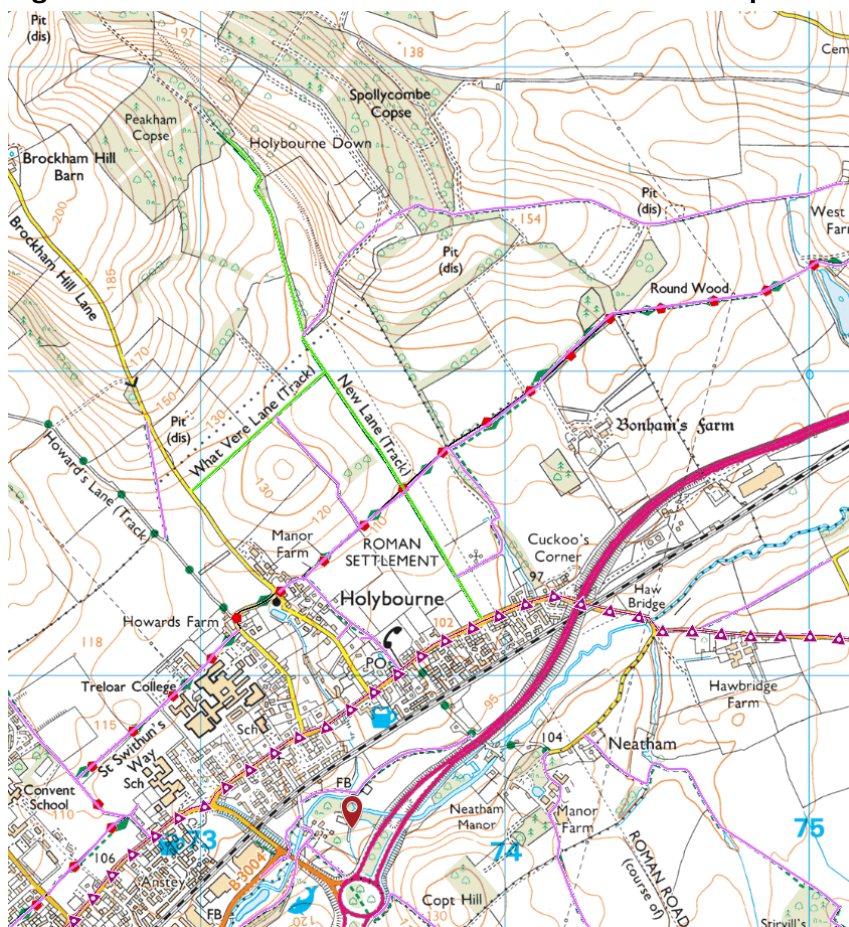 Pit
(dis)
197
138
Cem
Spollycombe
Copse
Peakham
Copse
Holybourne Down
Brockham Hill
Barn
200
Pit
(dis)
154
West
Farm
Brockham Hill Lane
185
Pit
(dis)
Round Wood
170
150
130
What Vere Lane (Track)
New Lane (Track)
Pit
(dis)
Bonham's Farm
Howard's Lane (Track)
130
120
110
Manor
Farm
ROMAN
SETTLEMENT
Cuckoo's
Corner
97
Holybourne
Haw
Bridge
Howards Farm
102
118
PO
Treloar College
Hawbridge
Farm
115
Sch
95
104
Neatham
St Swithun's
Way
Sch
FB
Convent
School
Neatham
Manor
Manor
Farm
110
73
74
75
106
B3004
ROMAN ROAD
(course of)
Anstey
Copt Hill
FB
120
130
Stirvill's